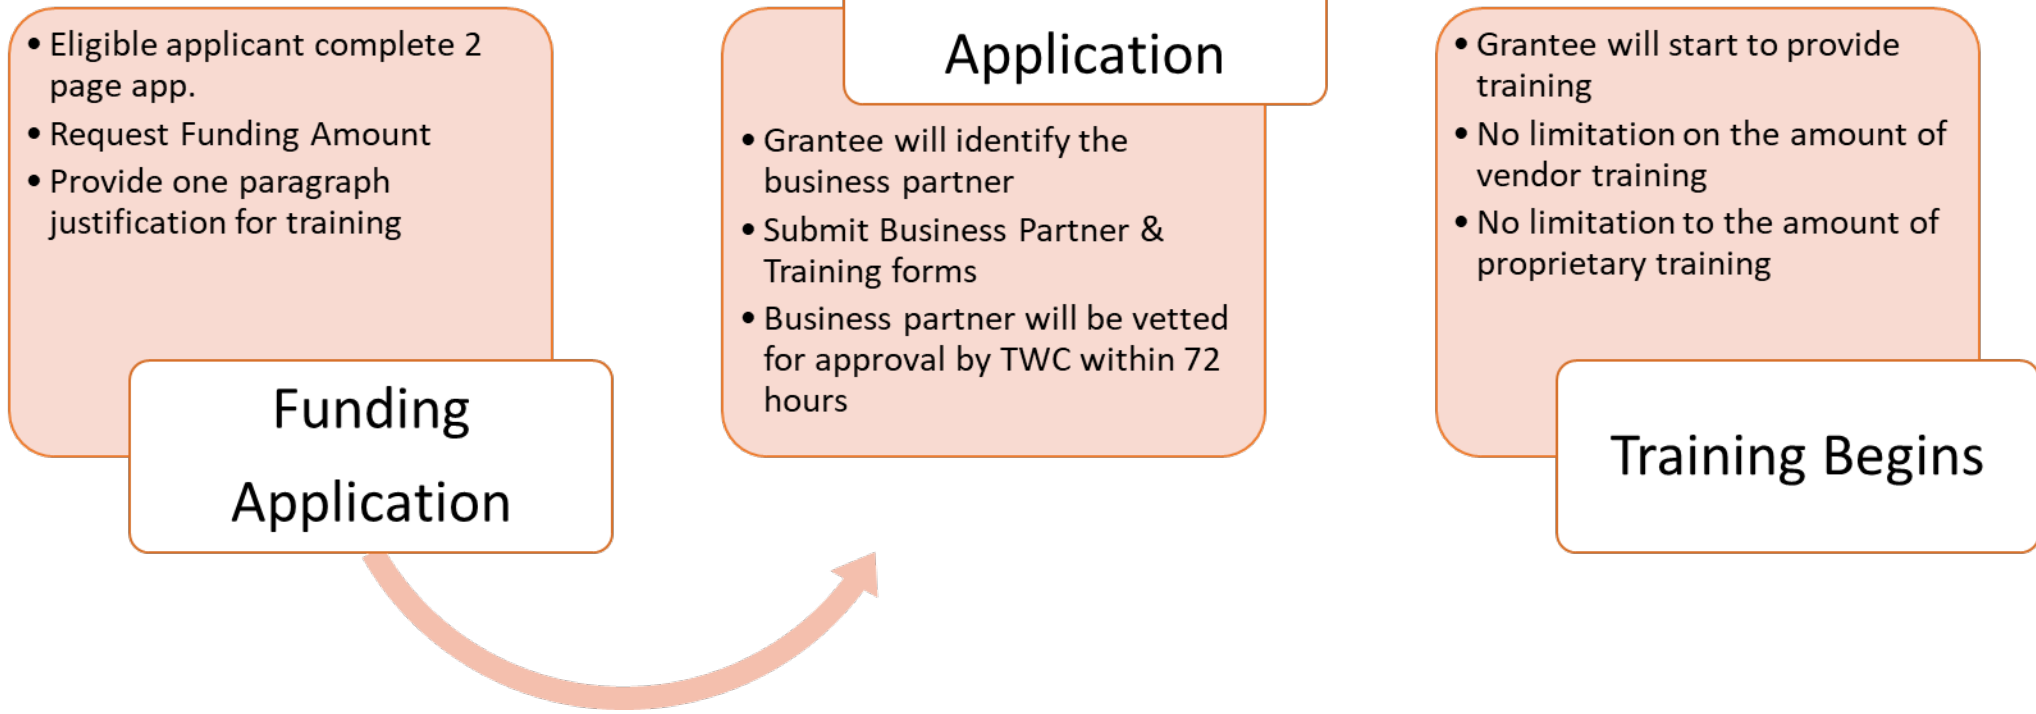 • Eligible applicant complete 2
page app.
• Request Funding Amount
• Provide one paragraph
justification for training
Funding
Application
Application
• Grantee will identify the
business partner
• Submit Business Partner &
Training forms
• Business partner will be vetted
for approval by TWC within 72
hours
• Grantee will start to provide
training
• No limitation on the amount of
vendor training
• No limitation to the amount of
proprietary training
Training Begins